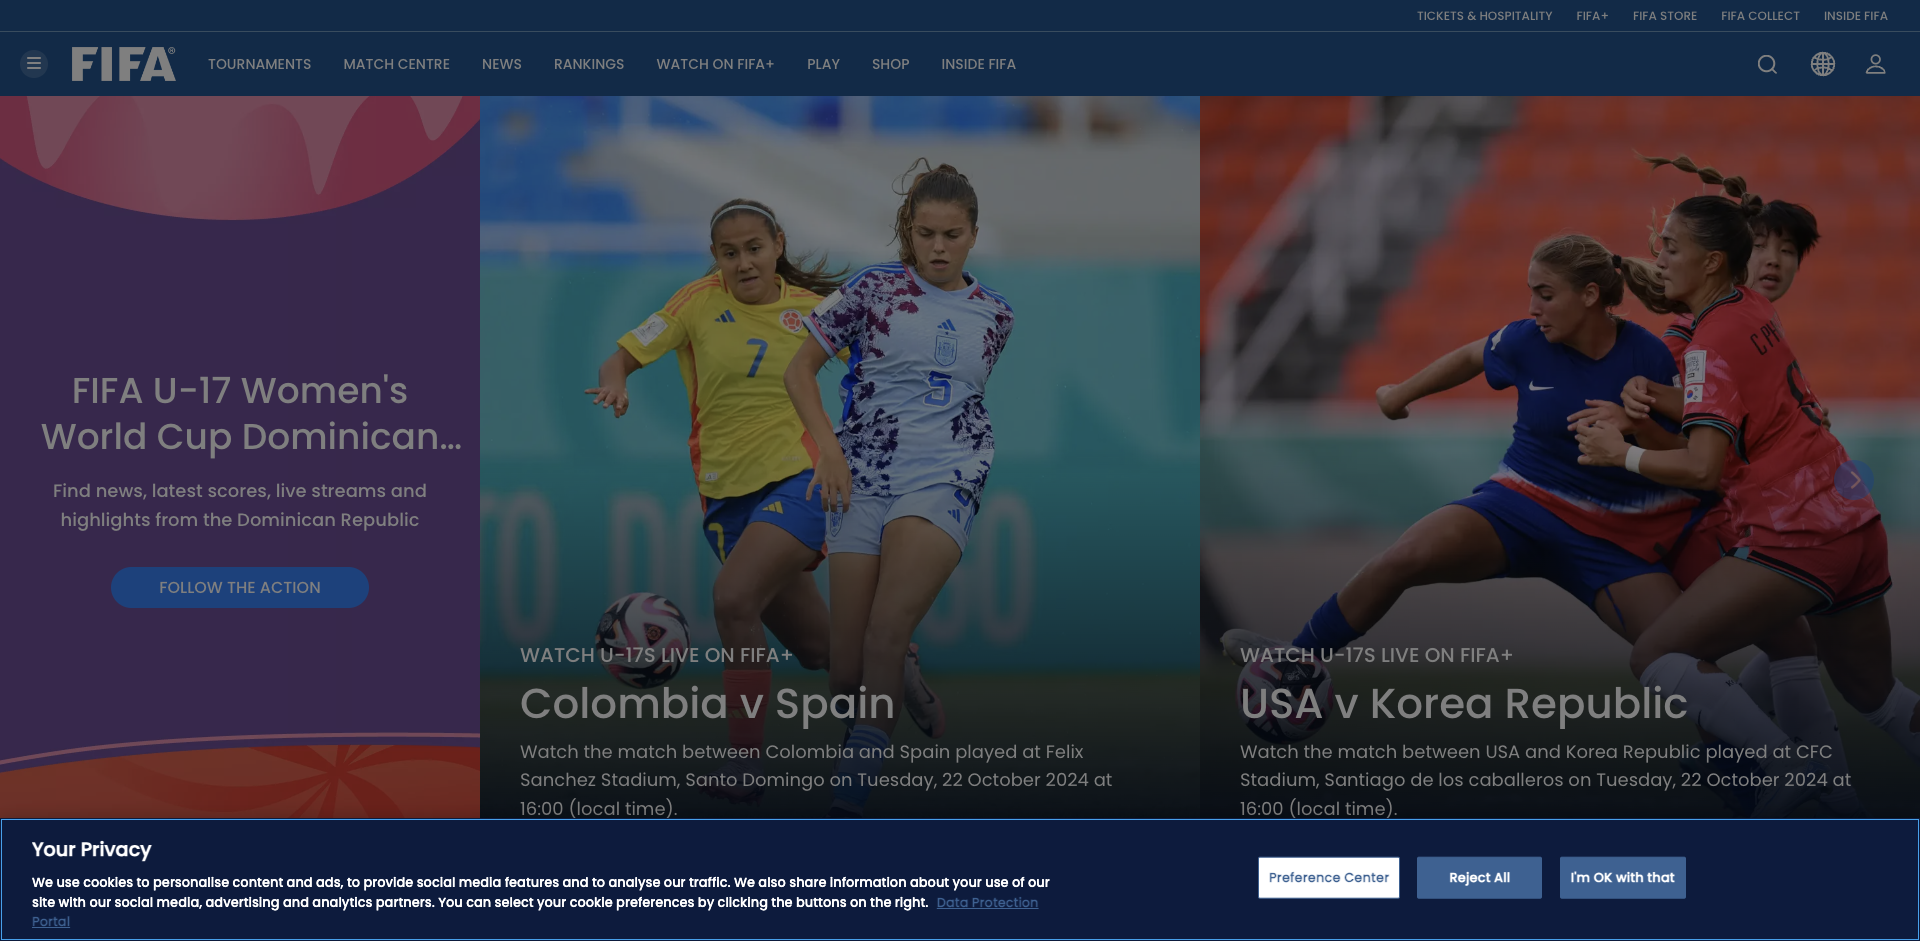 TICKETS & HOSPITALITY FIFA+ FIFA STORE FIFA COLLECT INSIDE FIFA
FIFA® TOURNAMENTS MATCH CENTRE NEWS RANKINGS WATCH ON FIFA+ PLAY SHOP INSIDE FIFA
FIFA U-17 Women's
World Cup Dominican...
Find news, latest scores, live streams and
highlights from the Dominican Republic
FOLLOW THE ACTION
7
5
7
WATCH U-17S LIVE ON FIFA+
Colombia v Spain
Watch the match between Colombia and Spain played at Felix
Sanchez Stadium, Santo Domingo on Tuesday, 22 October 2024 at
16:00 (local time).
WATCH U-17S LIVE ON FIFA+
USA v Korea Republic
Watch the match between USA and Korea Republic played at CFC
Stadium, Santiago de los caballeros on Tuesday, 22 October 2024 at
16:00 (local time).
Your Privacy
We use cookies to personalise content and ads, to provide social media features and to analyse our traffic. We also share information about your use of our
site with our social media, advertising and analytics partners. You can select your cookie preferences by clicking the buttons on the right. Data Protection
Portal
Preference Center
Reject All
I'm OK with that